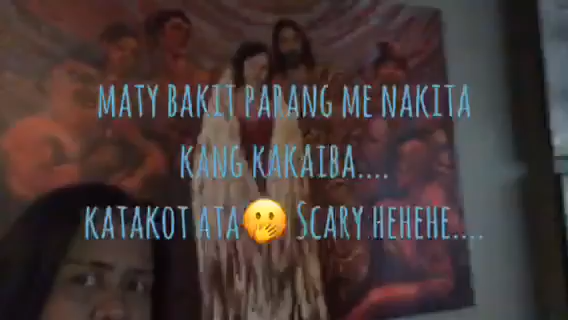 MATY BAKIT PARANG ME NAKITA
KANG KAKAIBA....
KATAKOT ATA🤭 SCARY HEHEHE....